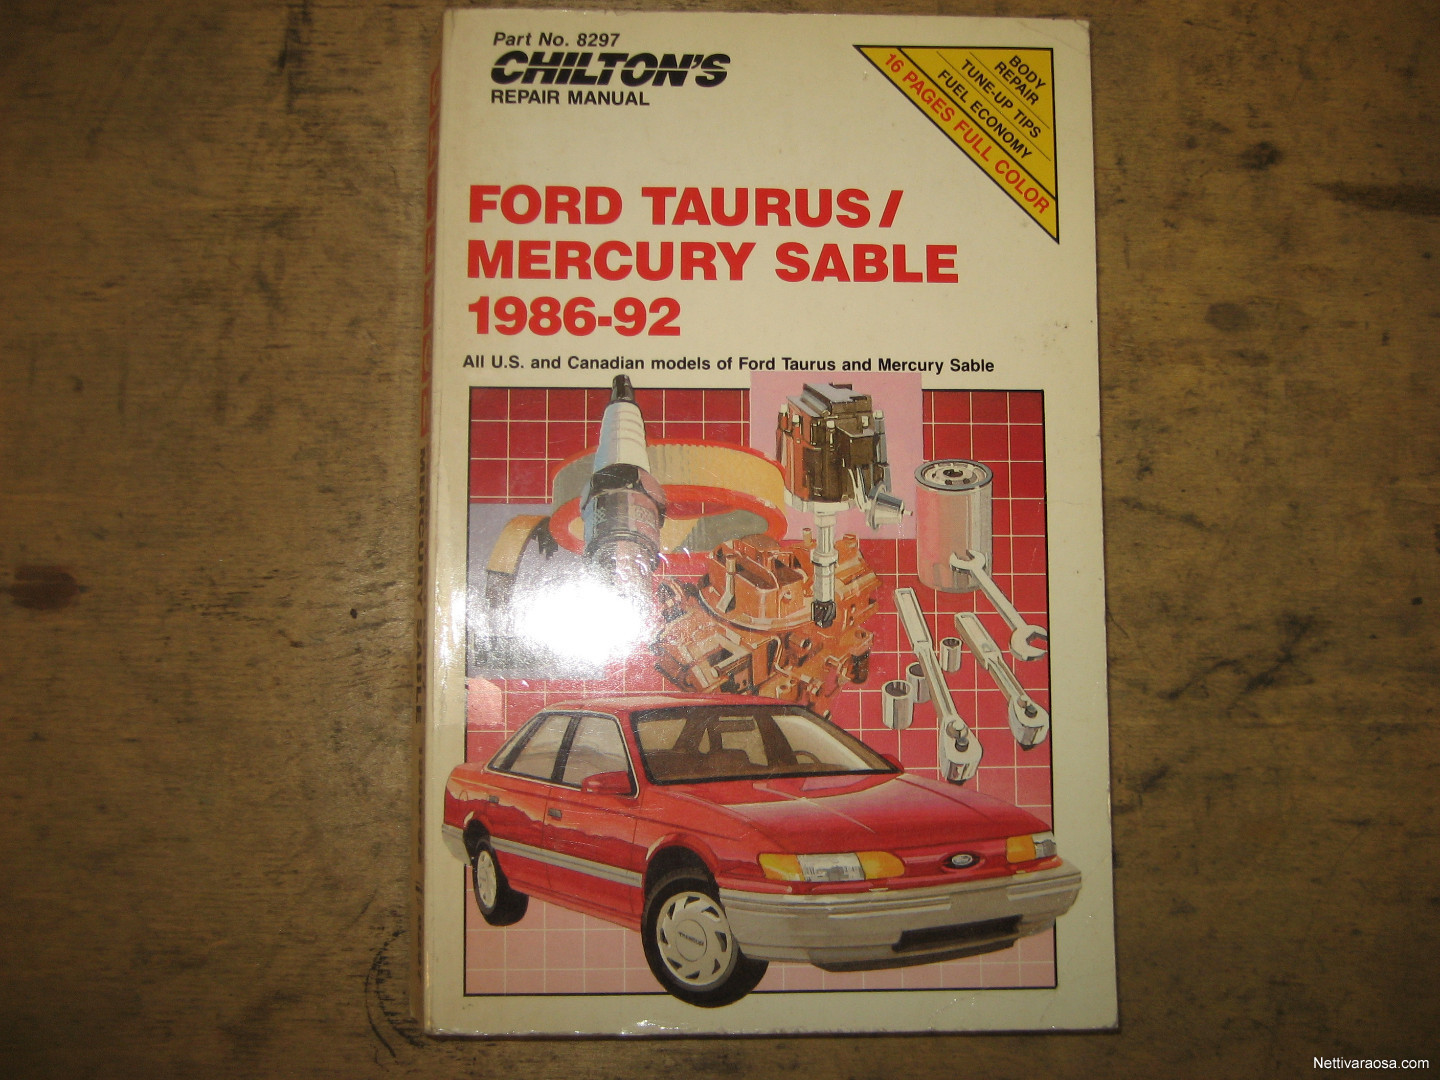 Part No. 8297
CHILTON'S
REPAIR MANUAL
BODY
REPAIR
TUNE-UP TIPS
FUEL ECONOMY
16 PAGES FULL COLOR
FORD TAURUS/
MERCURY SABLE
1986-92
All U.S. and Canadian models of Ford Taurus and Mercury Sable
Nettivaraosa.com